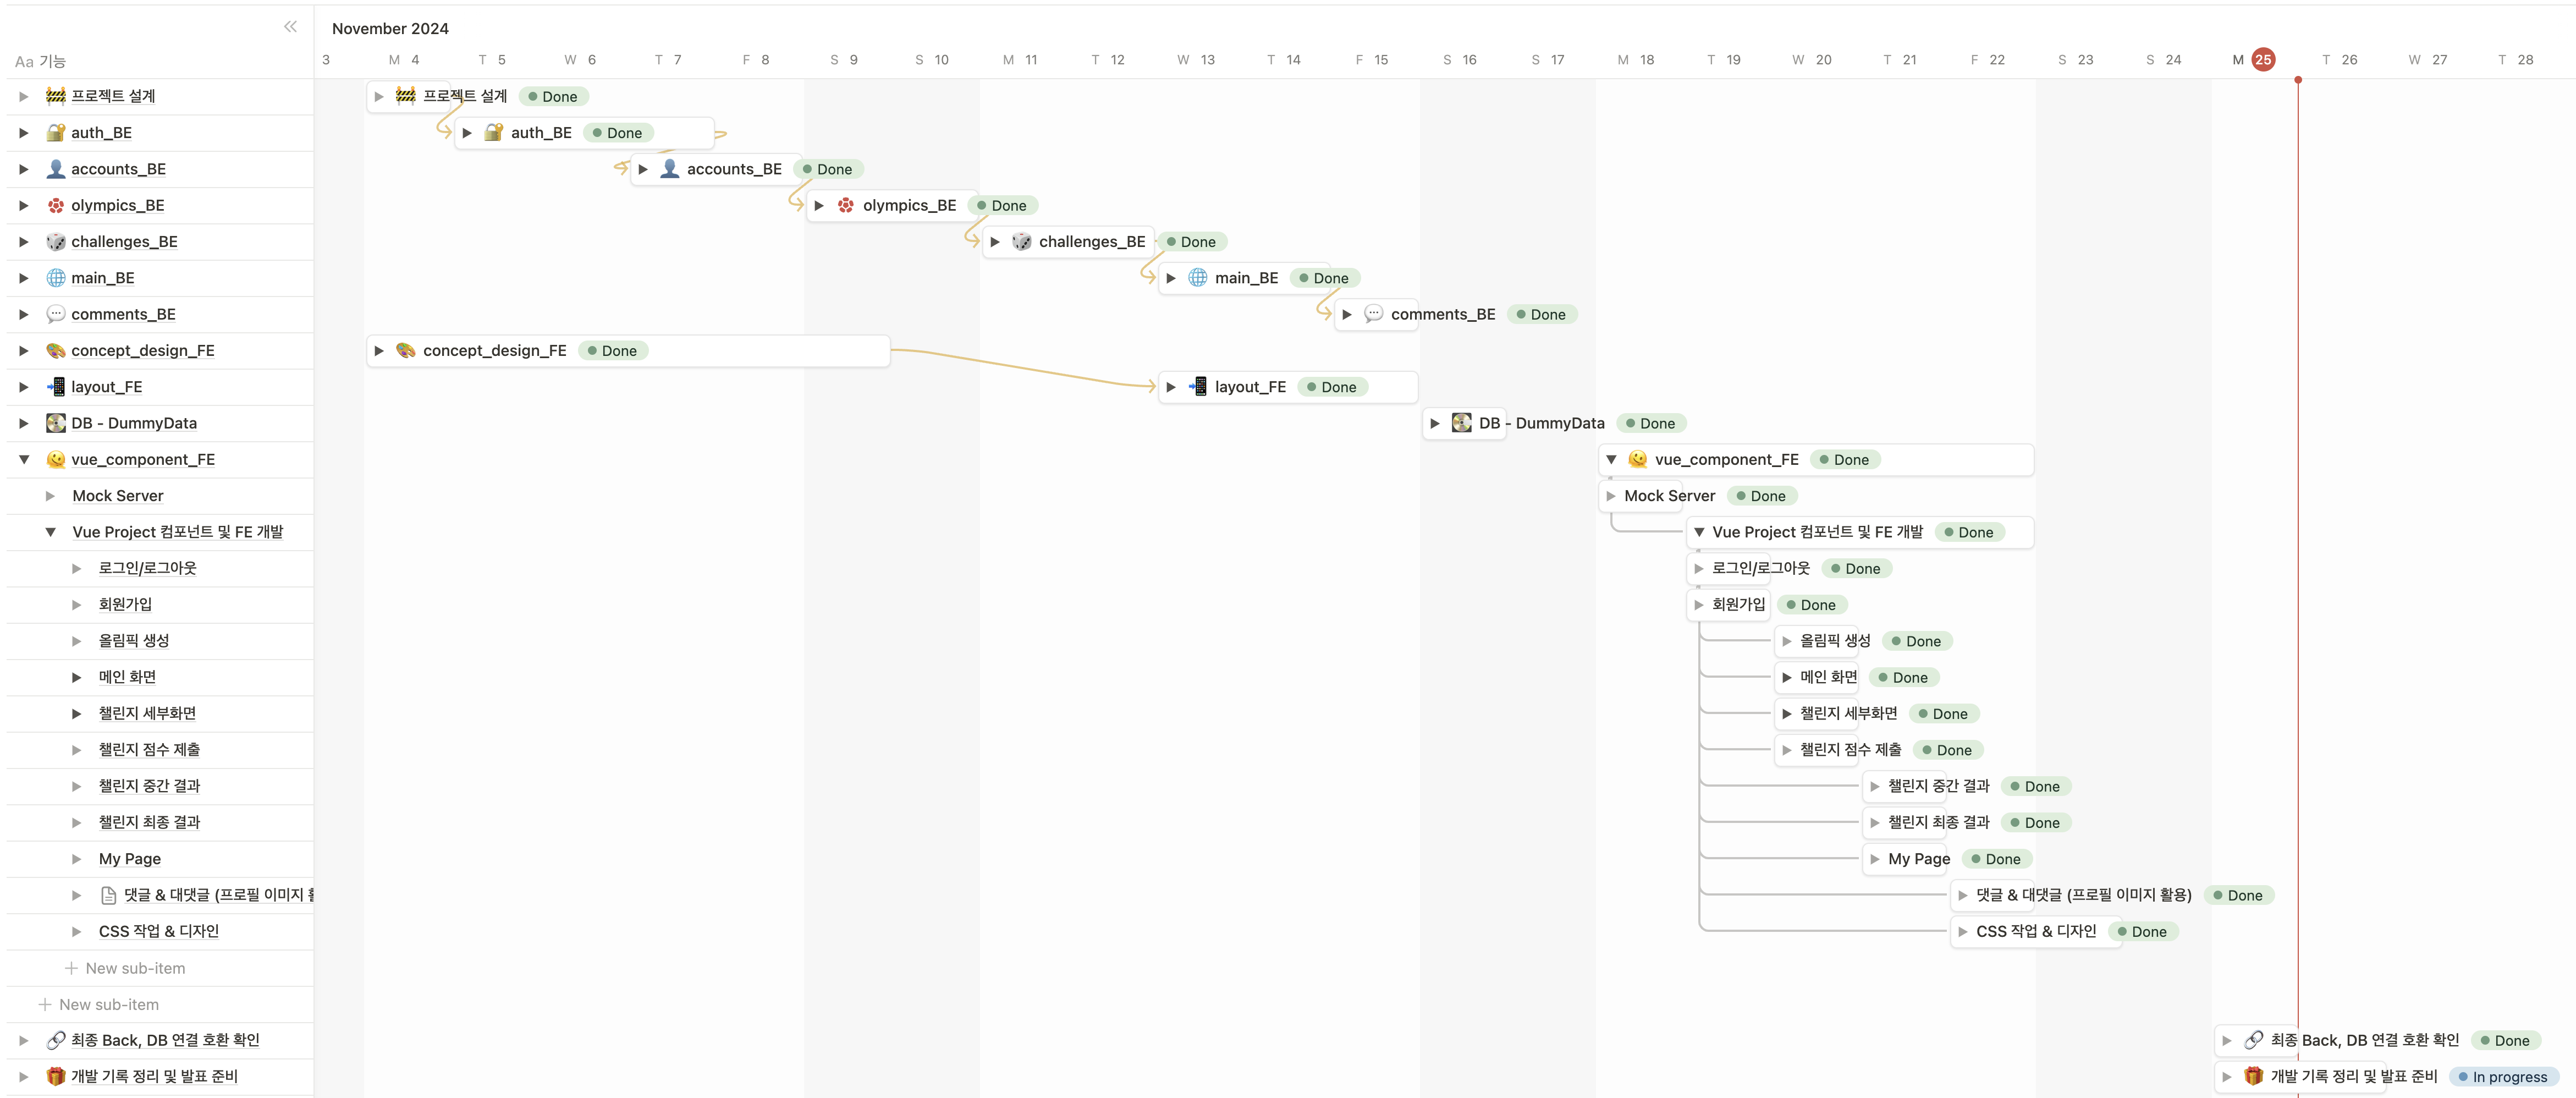 November 2024
Aa 기능
3 M 4 T 5 W 6 T 7 F 8 S 9 S 10 M 11 T 12 W 13 T 14 F 15 S 16 S 17 M 18 T 19 W 20 T 21 F 22 S 23 S 24 M 25 T 26 W 27 T 28
프로젝트 설계 프로젝트 설계 Done
auth_BE auth_BE Done
accounts_BE accounts_BE Done
olympics_BE olympics_BE Done
challenges_BE challenges_BE Done
main_BE main_BE Done
comments_BE comments_BE Done
concept_design_FE concept_design_FE Done
layout_FE layout_FE Done
DB - DummyData DB - DummyData Done
vue_component_FE vue_component_FE Done
Mock Server Mock Server Done
Vue Project 컴포넌트 및 FE 개발 Vue Project 컴포넌트 및 FE 개발 Done
로그인/로그아웃 로그인/로그아웃 Done
회원가입 회원가입 Done
올림픽 생성 올림픽 생성 Done
메인 화면 메인 화면 Done
챌린지 세부화면 챌린지 세부화면 Done
챌린지 점수 제출 챌린지 점수 제출 Done
챌린지 중간 결과 챌린지 중간 결과 Done
챌린지 최종 결과 챌린지 최종 결과 Done
My Page My Page Done
댓글 & 대댓글 (프로필 이미지 댓글 & 대댓글 (프로필 이미지 활용) Done
CSS 작업 & 디자인 CSS 작업 & 디자인 Done
New sub-item
New sub-item
최종 Back, DB 연결 호환 확인 최종 Back, DB 연결 호환 확인 Done
개발 기록 정리 및 발표 준비 개발 기록 정리 및 발표 준비 In progress